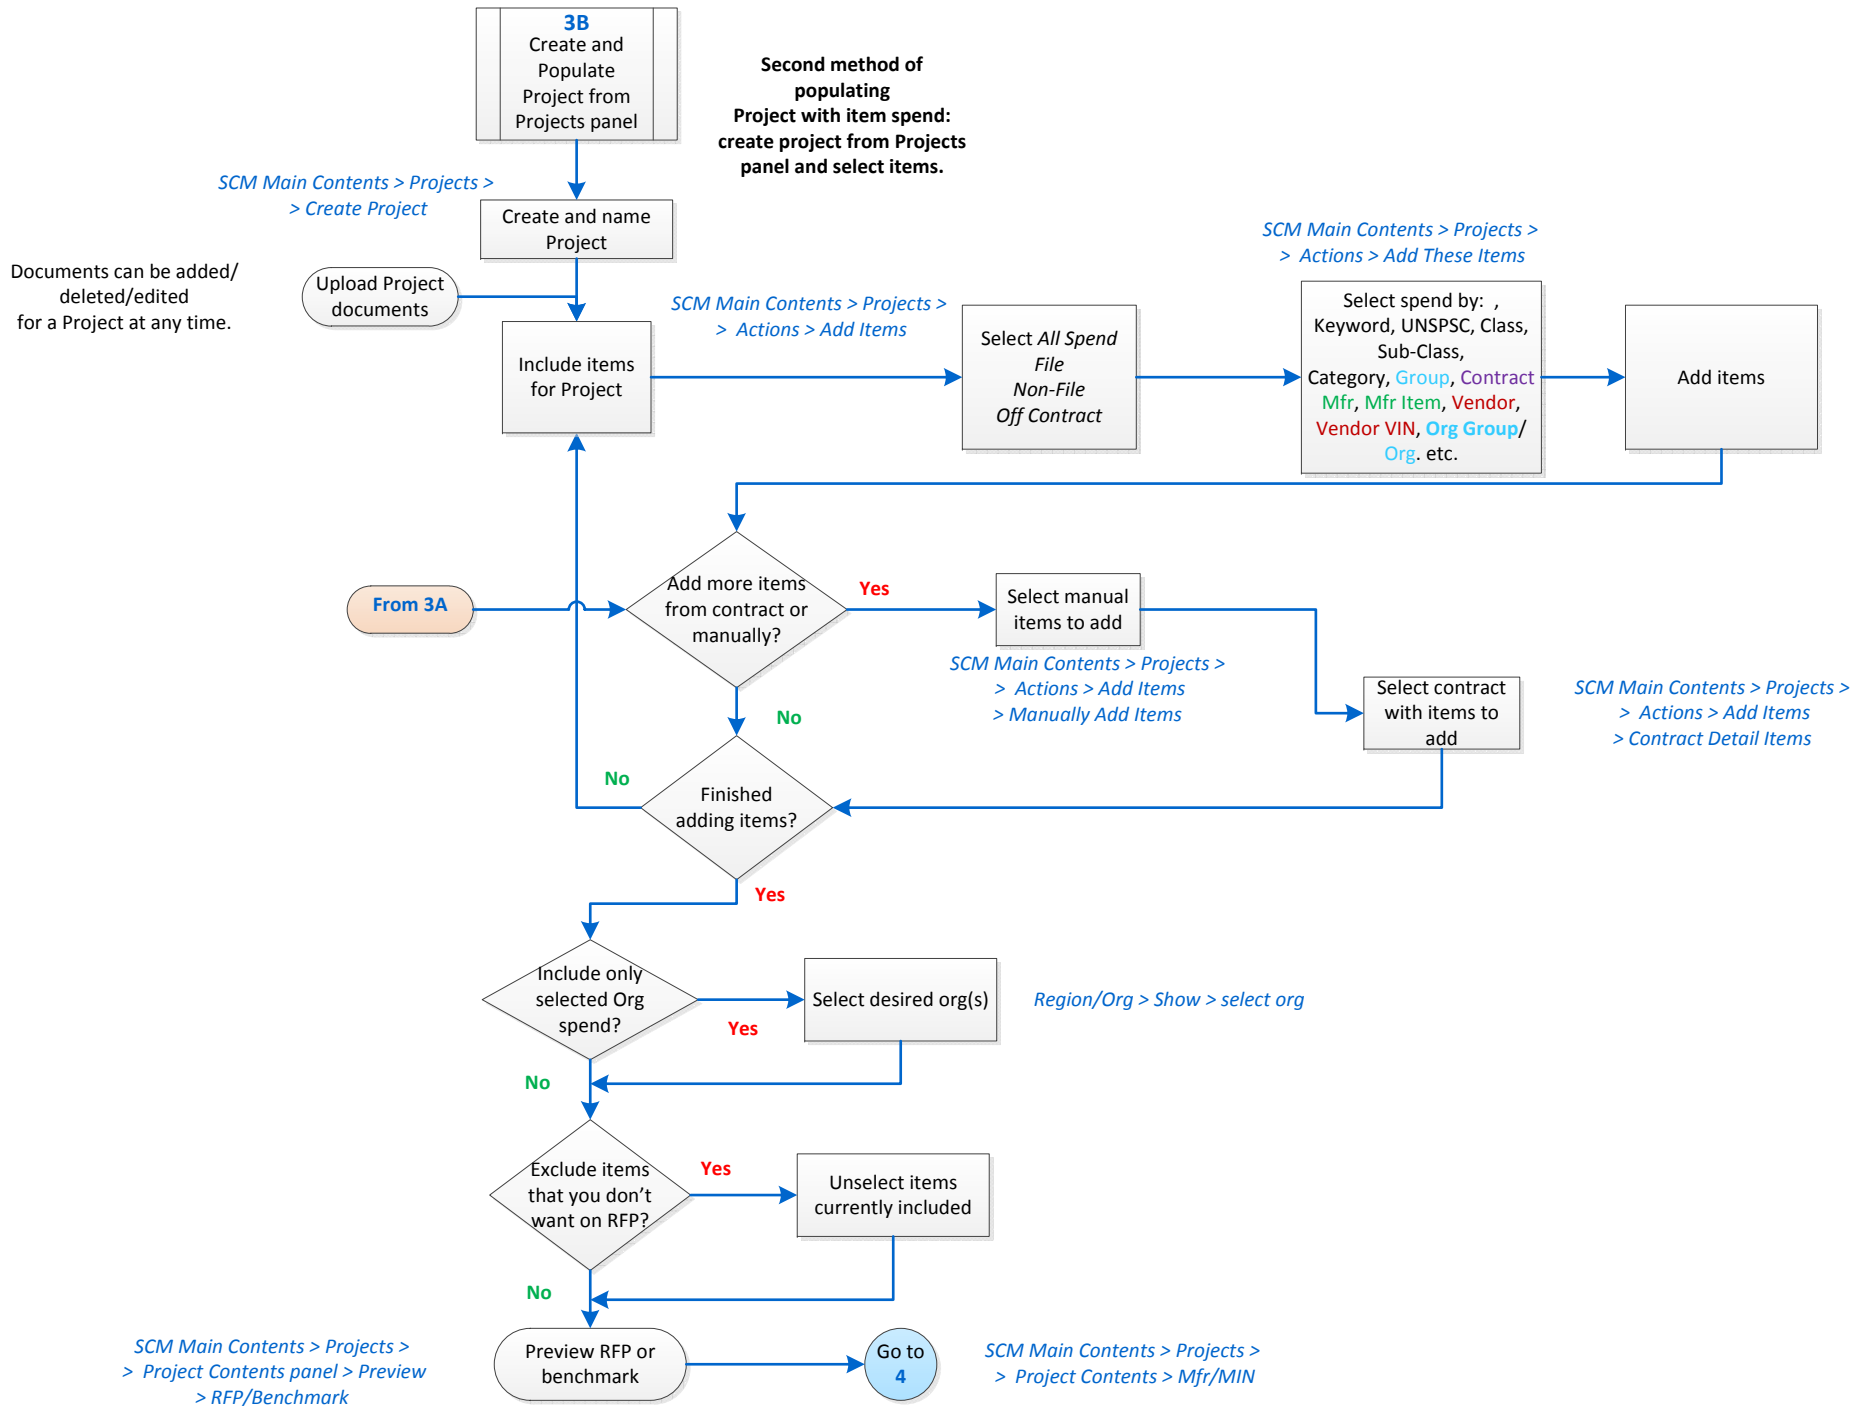 3B
Create and
Populate
Project from
Projects panel
Second method of
populating
Project with item spend:
create project from Projects
panel and select items.
SCM Main Contents > Projects >
> Create Project
Create and name
Project
Documents can be added/
deleted/edited
for a Project at any time.
Upload Project
documents
SCM Main Contents > Projects >
> Actions > Add Items
SCM Main Contents > Projects >
> Actions > Add These Items
Include items
for Project
Select All Spend
File
Non-File
Off Contract
Select spend by: ,
Keyword, UNSPSC, Class,
Sub-Class,
Category, Group, Contract
Mfr, Mfr Item, Vendor,
Vendor VIN, Org Group/
Org. etc.
Add items
From 3A
Add more items
from contract or
manually?
Yes
Select manual
items to add
SCM Main Contents > Projects >
> Actions > Add Items
> Manually Add Items
Select contract
with items to
add
SCM Main Contents > Projects >
> Actions > Add Items
> Contract Detail Items
No
No
Finished
adding items?
Yes
Include only
selected Org
spend?
Yes
Select desired org(s)
Region/Org > Show > select org
No
Exclude items
that you don't
want on RFP?
Yes
Unselect items
currently included
No
SCM Main Contents > Projects >
> Project Contents panel > Preview
> RFP/Benchmark
Preview RFP or
benchmark
Go to
4
SCM Main Contents > Projects >
> Project Contents > Mfr/MIN